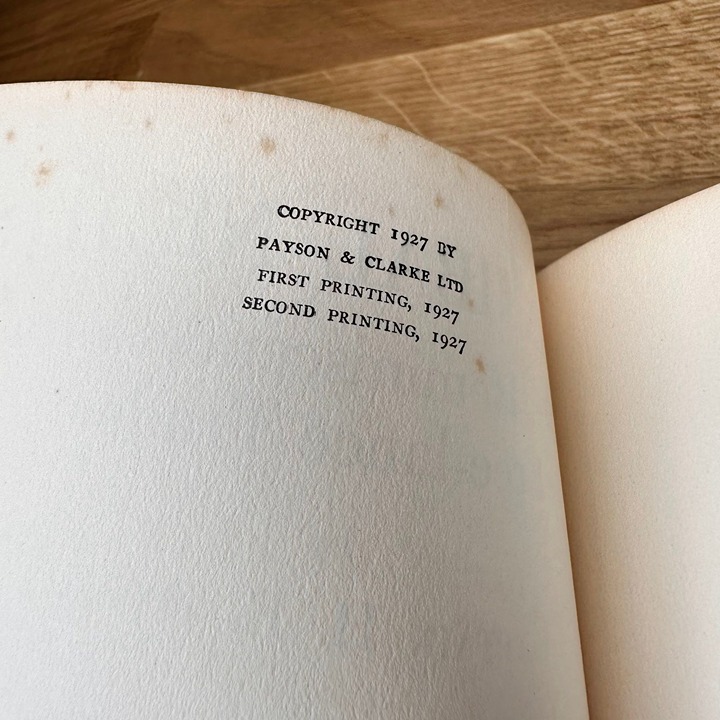 COPYRIGHT 1927 BY
PAYSON & CLARKE LTD
FIRST PRINTING, 1927
SECOND PRINTING, 1927